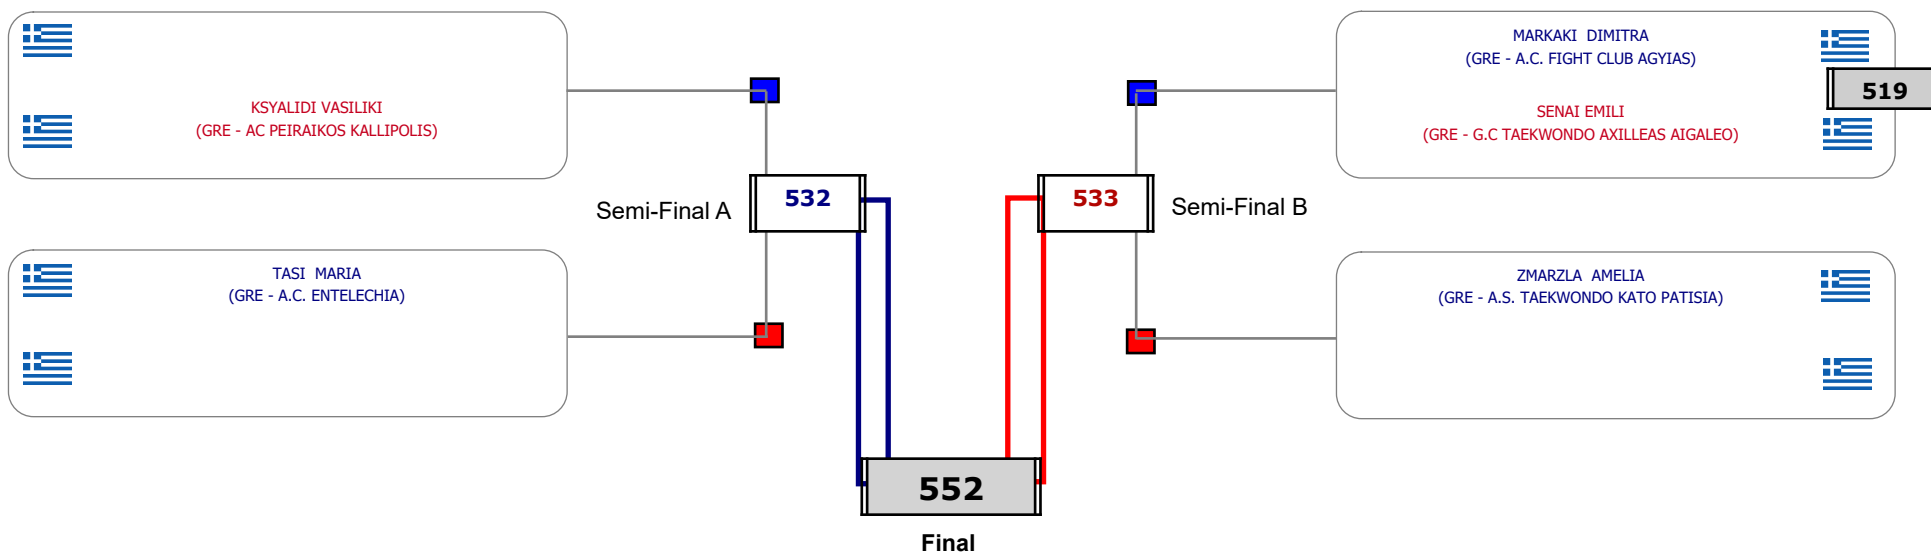 KSYALIDI VASILIKI
(GRE - AC PEIRAIKOS KALLIPOLIS)
TASI MARIA
(GRE - A.C. ENTELECHIA)
Semi-Final A
532
533
Semi-Final B
MARKAKI DIMITRA
(GRE - A.C. FIGHT CLUB AGYIAS)
519
SENAI EMILI
(GRE - G.C TAEKWONDO AXILLEAS AIGALEO)
ZMARZLA AMELIA
(GRE - A.S. TAEKWONDO KATO PATISIA)
552
Final